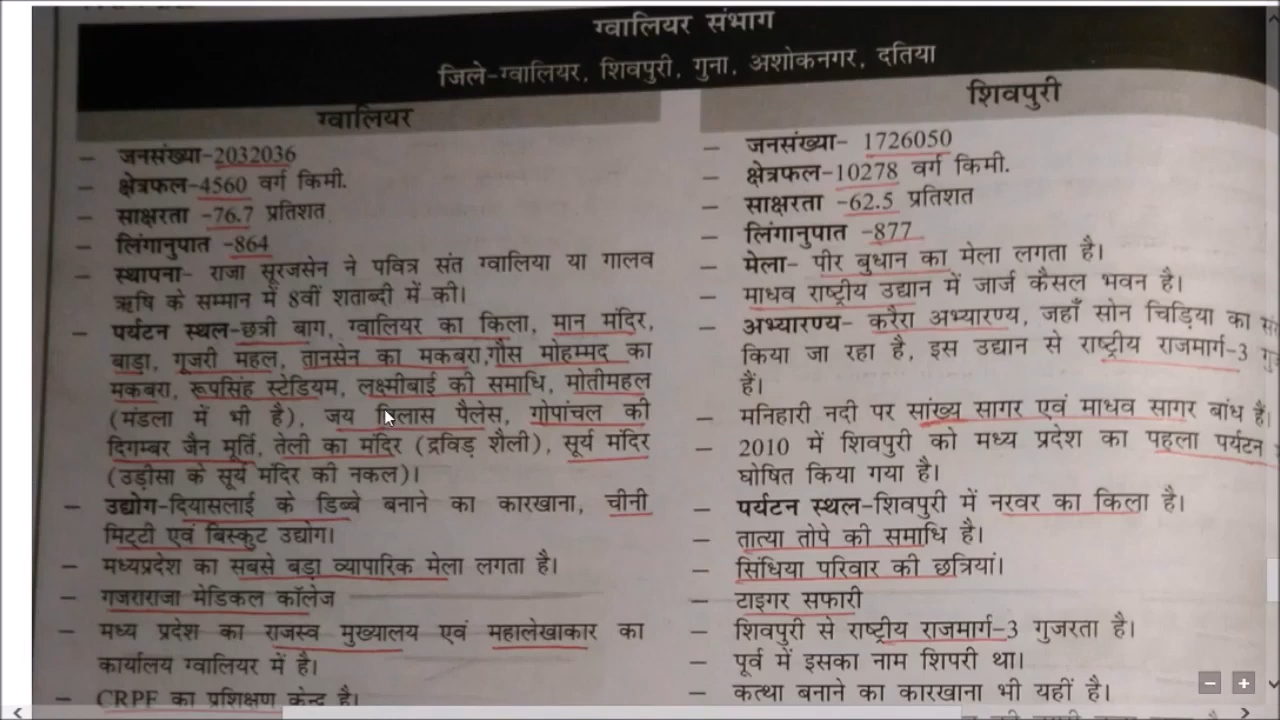 ग्वालियर संभाग
जिले-ग्वालियर, शिवपुरी, गुना, अशोकनगर, दतिया
ग्वालियर
– जनसंख्या-2032036
– क्षेत्रफल-4560 वर्ग किमी.
– साक्षरता -76.7 प्रतिशत
– लिंगानुपात -864
– स्थापना- राजा सूरजसेन ने पवित्र संत ग्वालिया या गालव
ऋषि के सम्मान में 8वीं शताब्दी में की।
– पर्यटन स्थल-छत्री बाग, ग्वालियर का किला, मान मंदिर,
बाड़ा, गूजरी महल, तानसेन का मकबरा,गौस मोहम्मद का
मकबरा, रूपसिंह स्टेडियम, लक्ष्मीबाई की समाधि, मोतीमहल
(मंडला में भी है), जय विलास पैलेस, गोपांचल की
दिगम्बर जैन मूर्ति, तेली का मंदिर (द्रविड़ शैली), सूर्य मंदिर
(उड़ीसा के सूर्य मंदिर की नकल)।
– उद्योग-दियासलाई के डिब्बे बनाने का कारखाना, चीनी
मिट्टी एवं बिस्कुट उद्योग।
– मध्यप्रदेश का सबसे बड़ा व्यापारिक मेला लगता है।
– गजराराजा मेडिकल कॉलेज
– मध्य प्रदेश का राजस्व मुख्यालय एवं महालेखाकार का
कार्यालय ग्वालियर में है।
– CRPF का प्रशिक्षण केन्द्र है।
शिवपुरी
– जनसंख्या- 1726050
– क्षेत्रफल-10278 वर्ग किमी.
– साक्षरता -62.5 प्रतिशत
– लिंगानुपात -877
– मेला- पीर बुधान का मेला लगता है।
– माधव राष्ट्रीय उद्यान में जार्ज कैसल भवन है।
– अभ्यारण्य- करैरा अभ्यारण्य, जहाँ सोन चिड़िया का
किया जा रहा है, इस उद्यान से राष्ट्रीय राजमार्ग-3
हैं।
– मनिहारी नदी पर सांख्य सागर एवं माधव सागर बांध हैं
– 2010 में शिवपुरी को मध्य प्रदेश का पहला पर्यटन
घोषित किया गया है।
– पर्यटन स्थल-शिवपुरी में नरवर का किला है।
– तात्या तोपे की समाधि है।
– सिंधिया परिवार की छत्रियां।
– टाइगर सफारी
– शिवपुरी से राष्ट्रीय राजमार्ग-3 गुजरता है।
– पूर्व में इसका नाम शिपरी था।
– कत्था बनाने का कारखाना भी यहीं है।